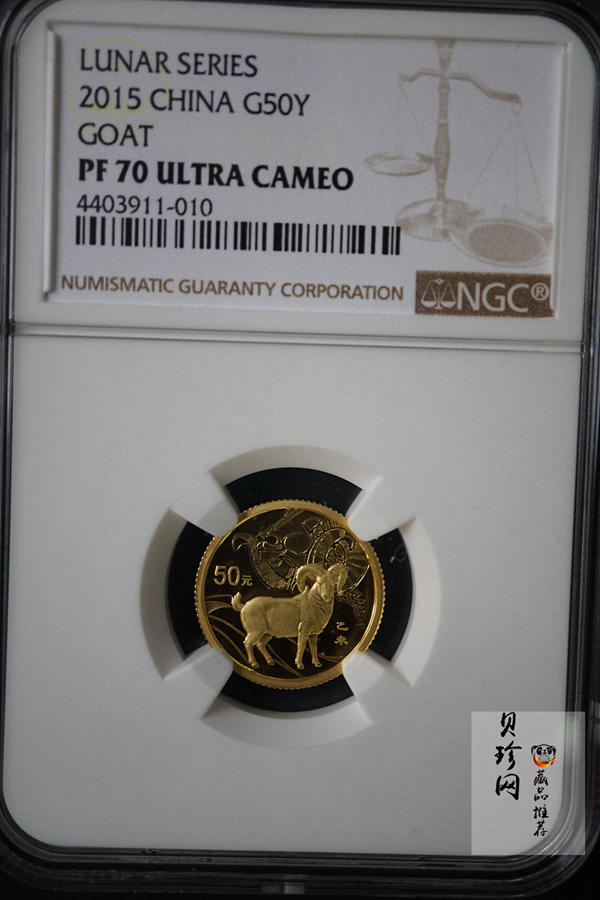 LUNAR SERIES
2015 CHINA G50Y
GOAT
PF 70 ULTRA CAMEO
4403911-010
NUMISMATIC GUARANTY CORPORATION
NGC®
50元
乙未
贝珍网
藏品推荐